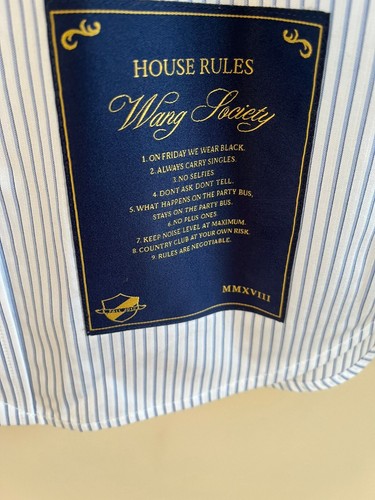 HOUSE RULES
Wang Society
1. ON FRIDAY WE WEAR BLACK.
2. ALWAYS CARRY SINGLES.
3. NO SELFIES
4. DONT ASK DONT TELL.
5. WHAT HAPPENS ON THE PARTY BUS,
STAYS ON THE PARTY BUS.
6. NO PLUS ONES
7. KEEP NOISE LEVEL AT MAXIMUM.
8. COUNTRY CLUB AT YOUR OWN RISK.
9. RULES ARE NEGOTIABLE.
MMXVIII